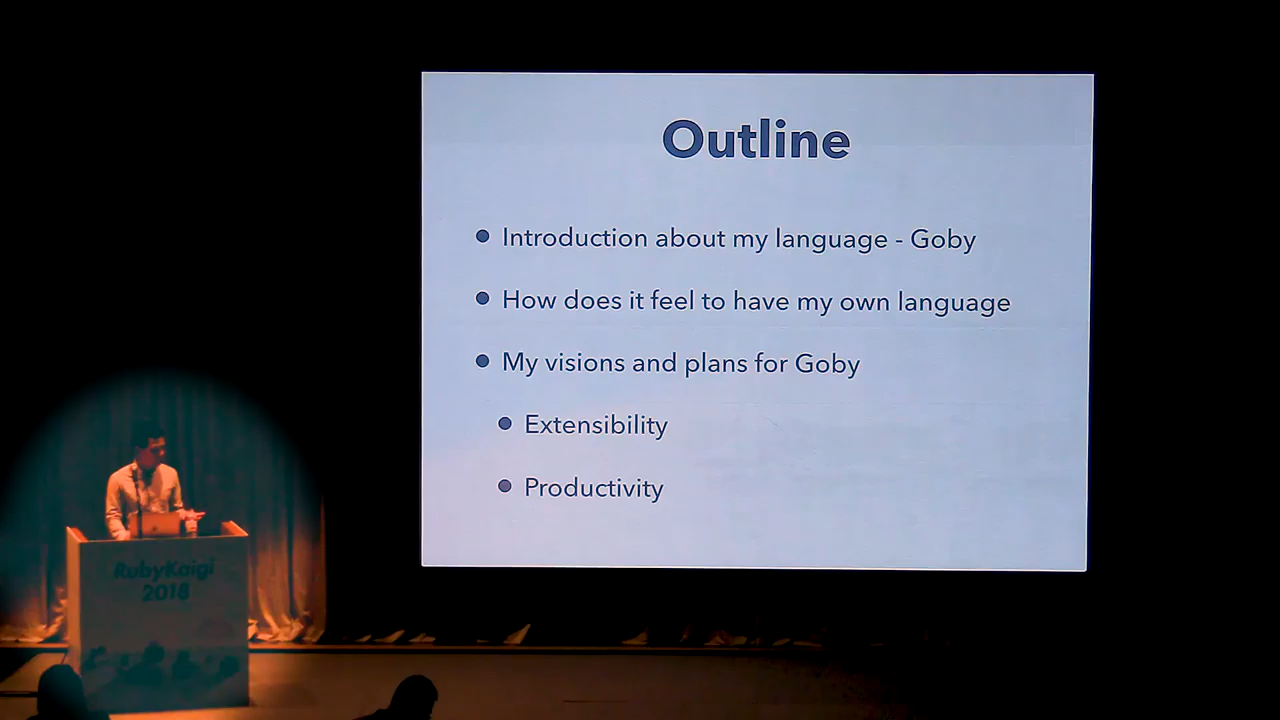 Outline
• Introduction about my language - Goby
• How does it feel to have my own language
• My visions and plans for Goby
• Extensibility
• Productivity
RubyKaigi
2018